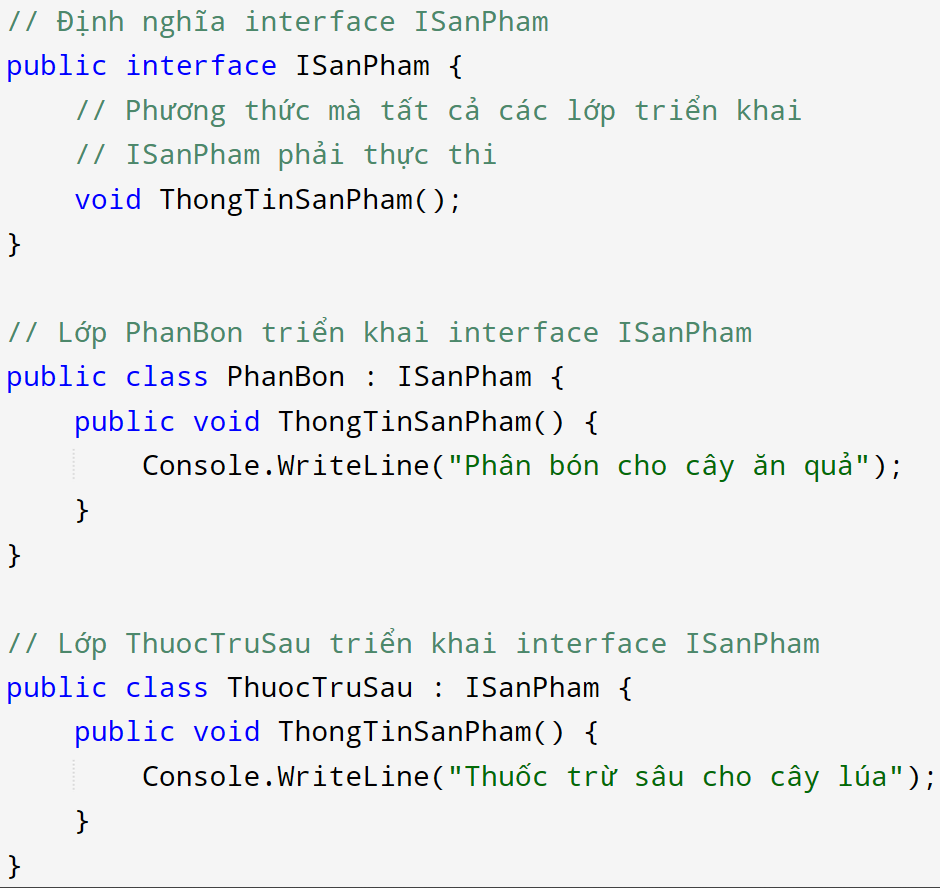 // Định nghĩa interface ISanPham
public interface ISanPham {
    // Phương thức mà tất cả các lớp triển khai
    // ISanPham phải thực thi
    void ThongTinSanPham();
}

// Lớp PhanBon triển khai interface ISanPham
public class PhanBon : ISanPham {
    public void ThongTinSanPham() {
        Console.WriteLine("Phân bón cho cây ăn quả");
    }
}

// Lớp ThuocTruSau triển khai interface ISanPham
public class ThuocTruSau : ISanPham {
    public void ThongTinSanPham() {
        Console.WriteLine("Thuốc trừ sâu cho cây lúa");
    }
}